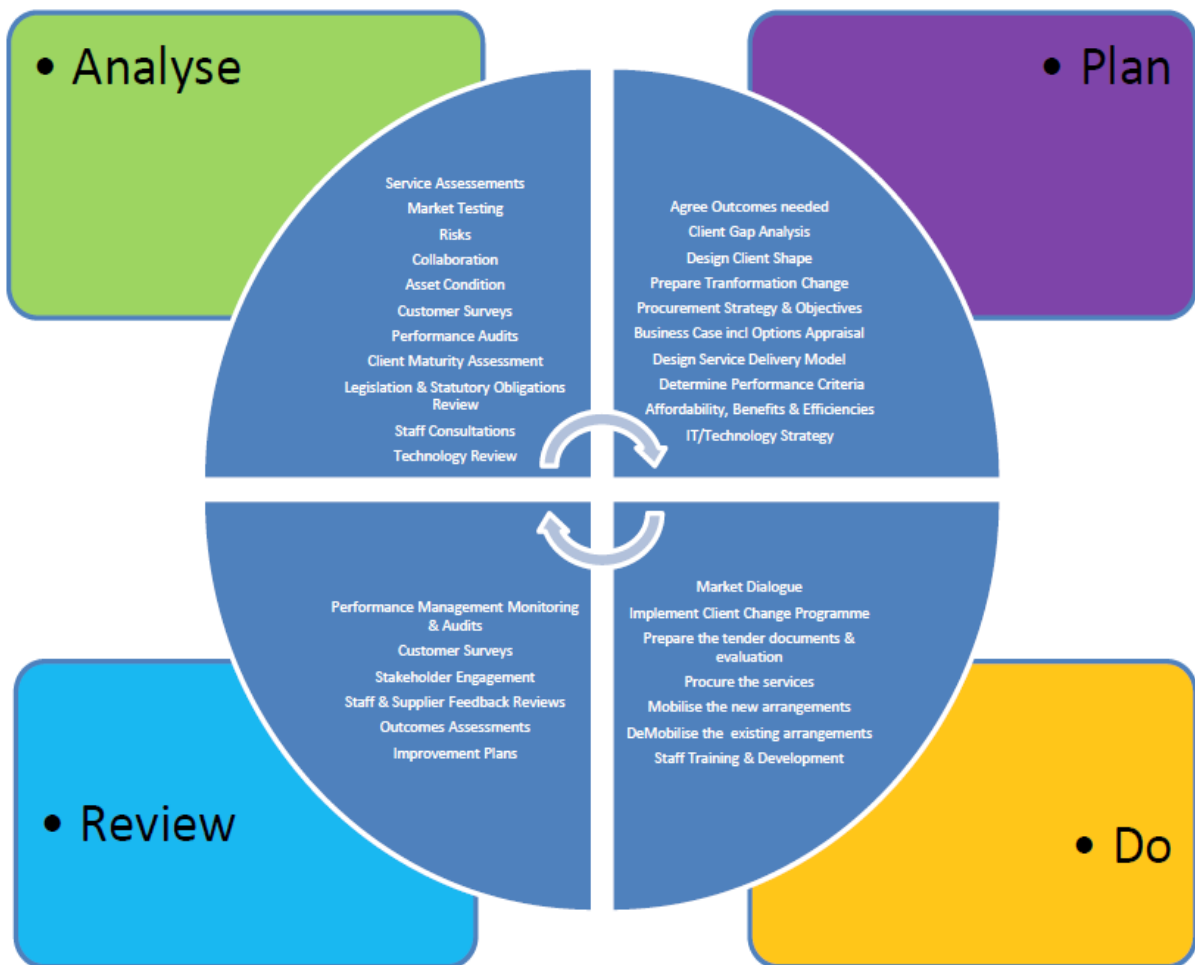 • Analyse
Service Assessements
Market Testing
Risks
Collaboration
Asset Condition
Customer Surveys
Performance Audits
Client Maturity Assessment
Legislation & Statutory Obligations
Review
Staff Consultations
Technology Review
• Plan
Agree Outcomes needed
Client Gap Analysis
Design Client Shape
Prepare Tranformation Change
Procurement Strategy & Objectives
Business Case incl Options Appraisal
Design Service Delivery Model
Determine Performance Criteria
Affordability, Benefits & Efficiencies
IT/Technology Strategy
Performance Management Monitoring
& Audits
Customer Surveys
Stakeholder Engagement
Staff & Supplier Feedback Reviews
Outcomes Assessments
Improvement Plans
• Review
Market Dialogue
Implement Client Change Programme
Prepare the tender documents &
evaluation
Procure the services
Mobilise the new arrangements
DeMobilise the existing arrangements
Staff Training & Development
• Do